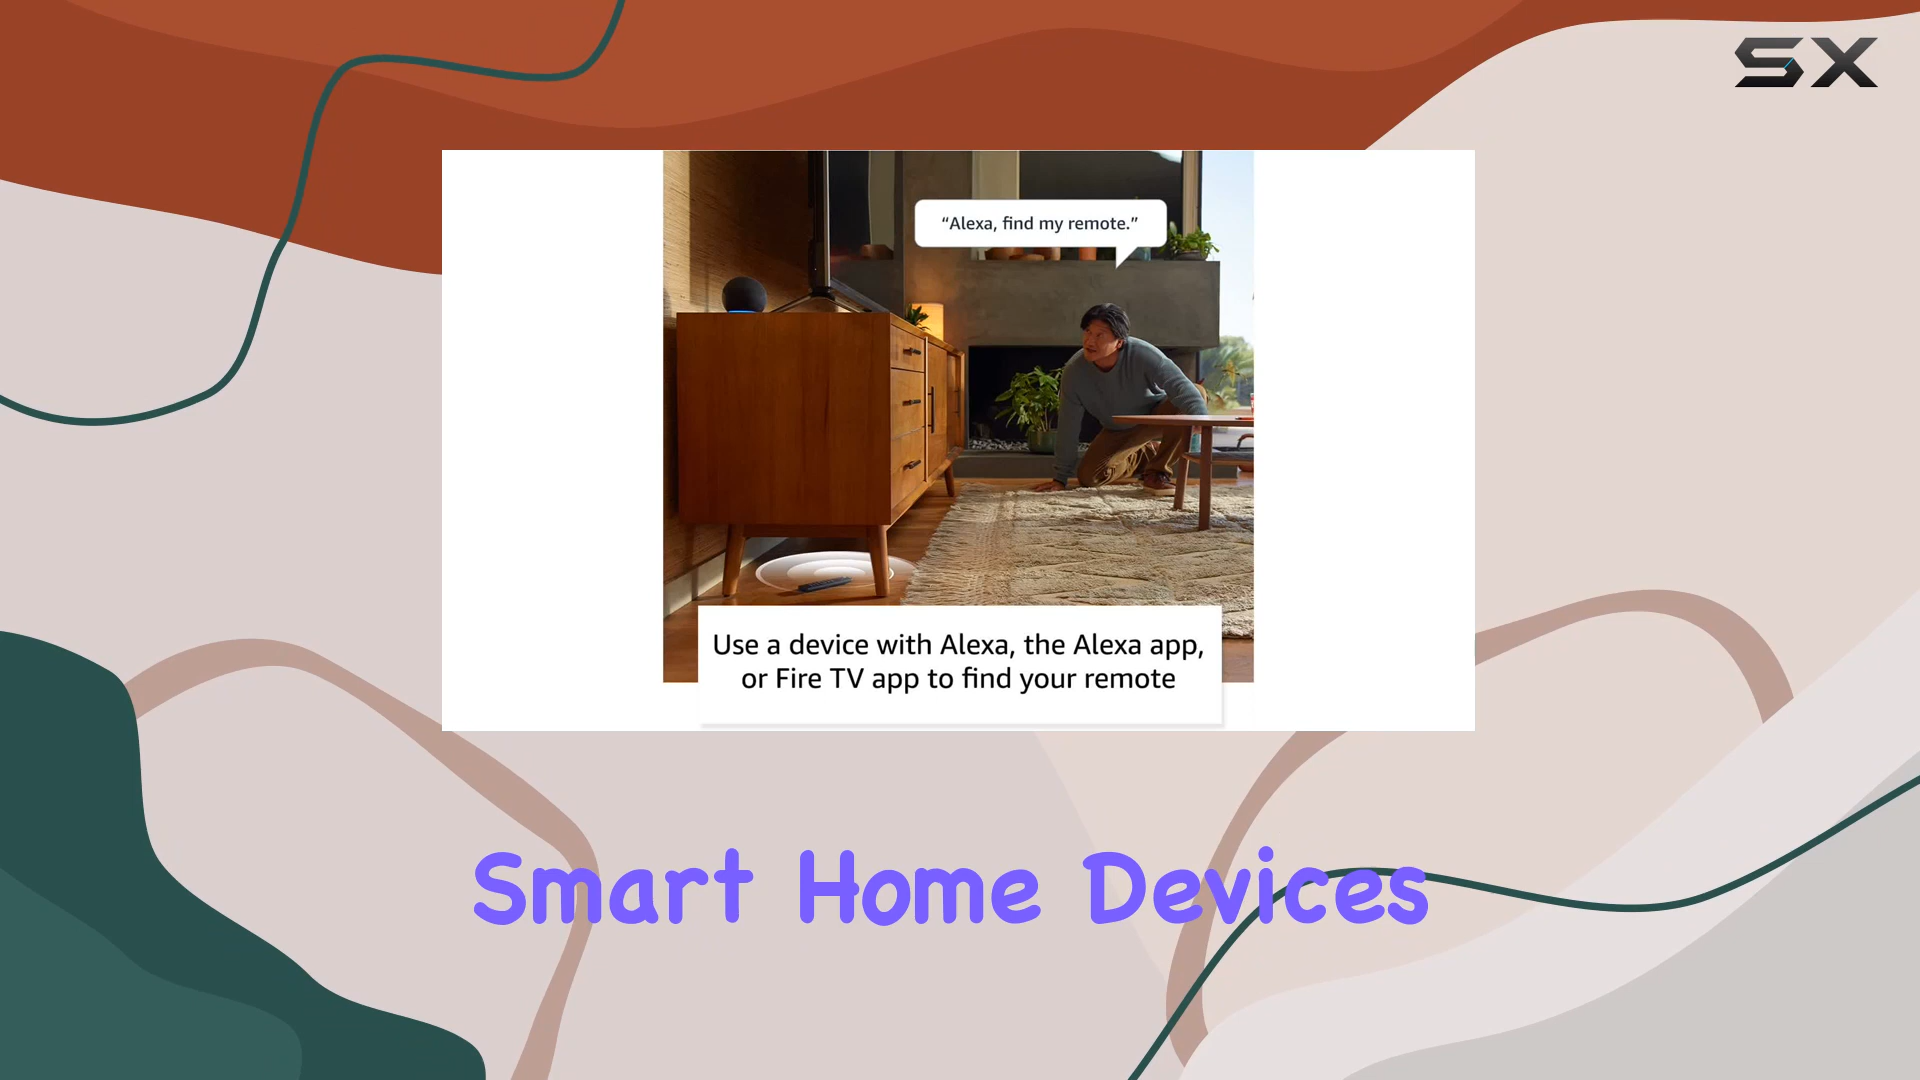 SX
“Alexa, find my remote.”
Use a device with Alexa, the Alexa app,
or Fire TV app to find your remote
Smart Home Devices